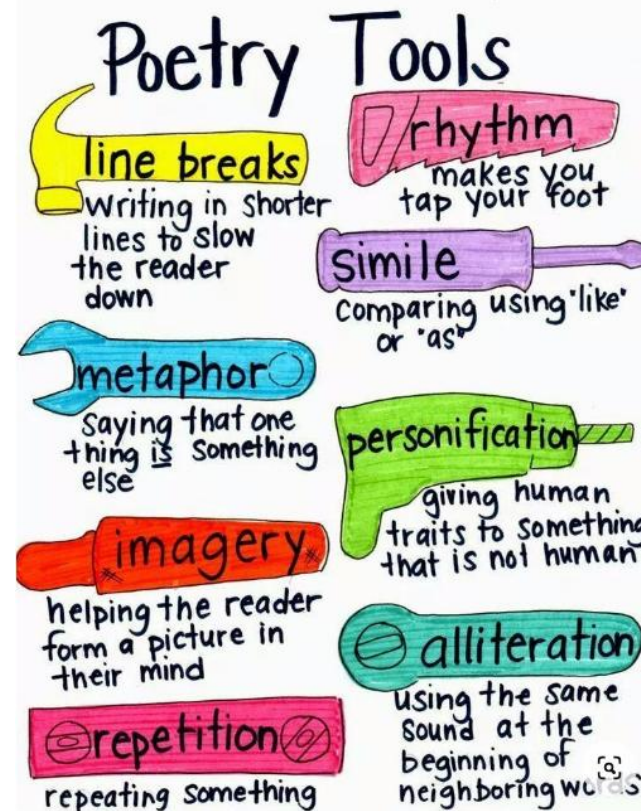 Poetry Tools
line breaks
writing in shorter
lines to slow
the reader
down
rhythm
makes you
tap your foot
simile
comparing using "like"
or "as"
metaphor
saying that one
thing is something
else
personification
giving human
traits to something
that is not human
imagery
helping the reader
form a picture in
their mind
alliteration
using the same
sound at the
beginning of
neighboring
repetition
repeating something